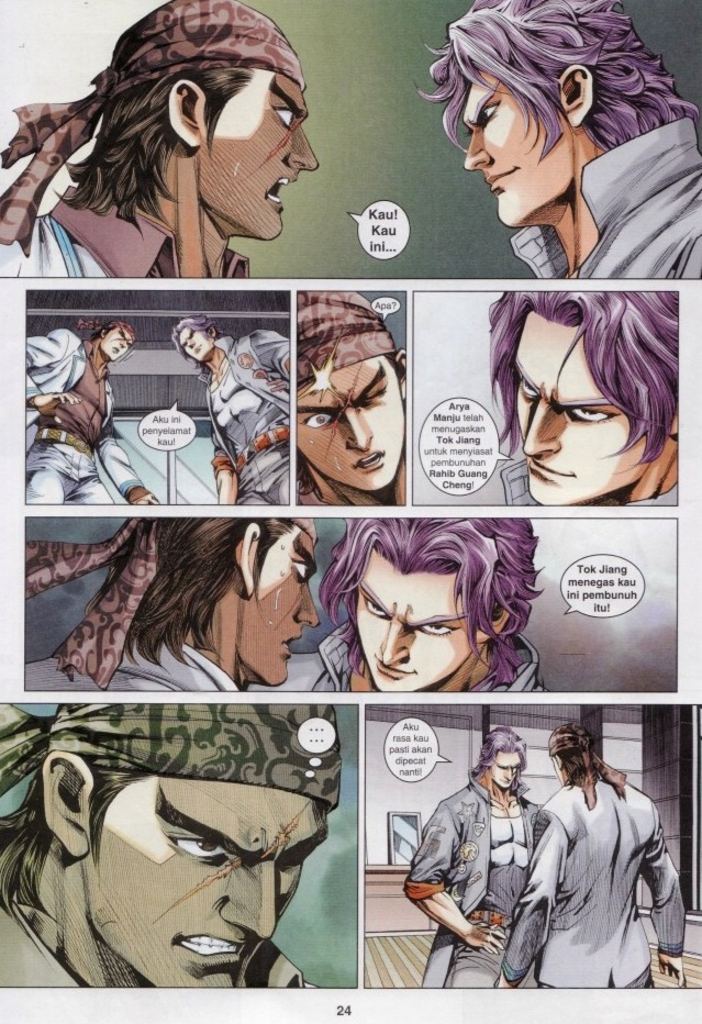 Kau!
Kau
ini...
Aku ini
penyelamat
kau!
Apa?
Arya
Manju telah
menugaskan
Tok Jiang
untuk menyiasat
pembunuhan
Rahib Guang
Cheng!
Tok Jiang
menegas kau
ini pembunuh
itu!
...
...
Aku
rasa kau
pasti akan
dipecat
nanti!
24